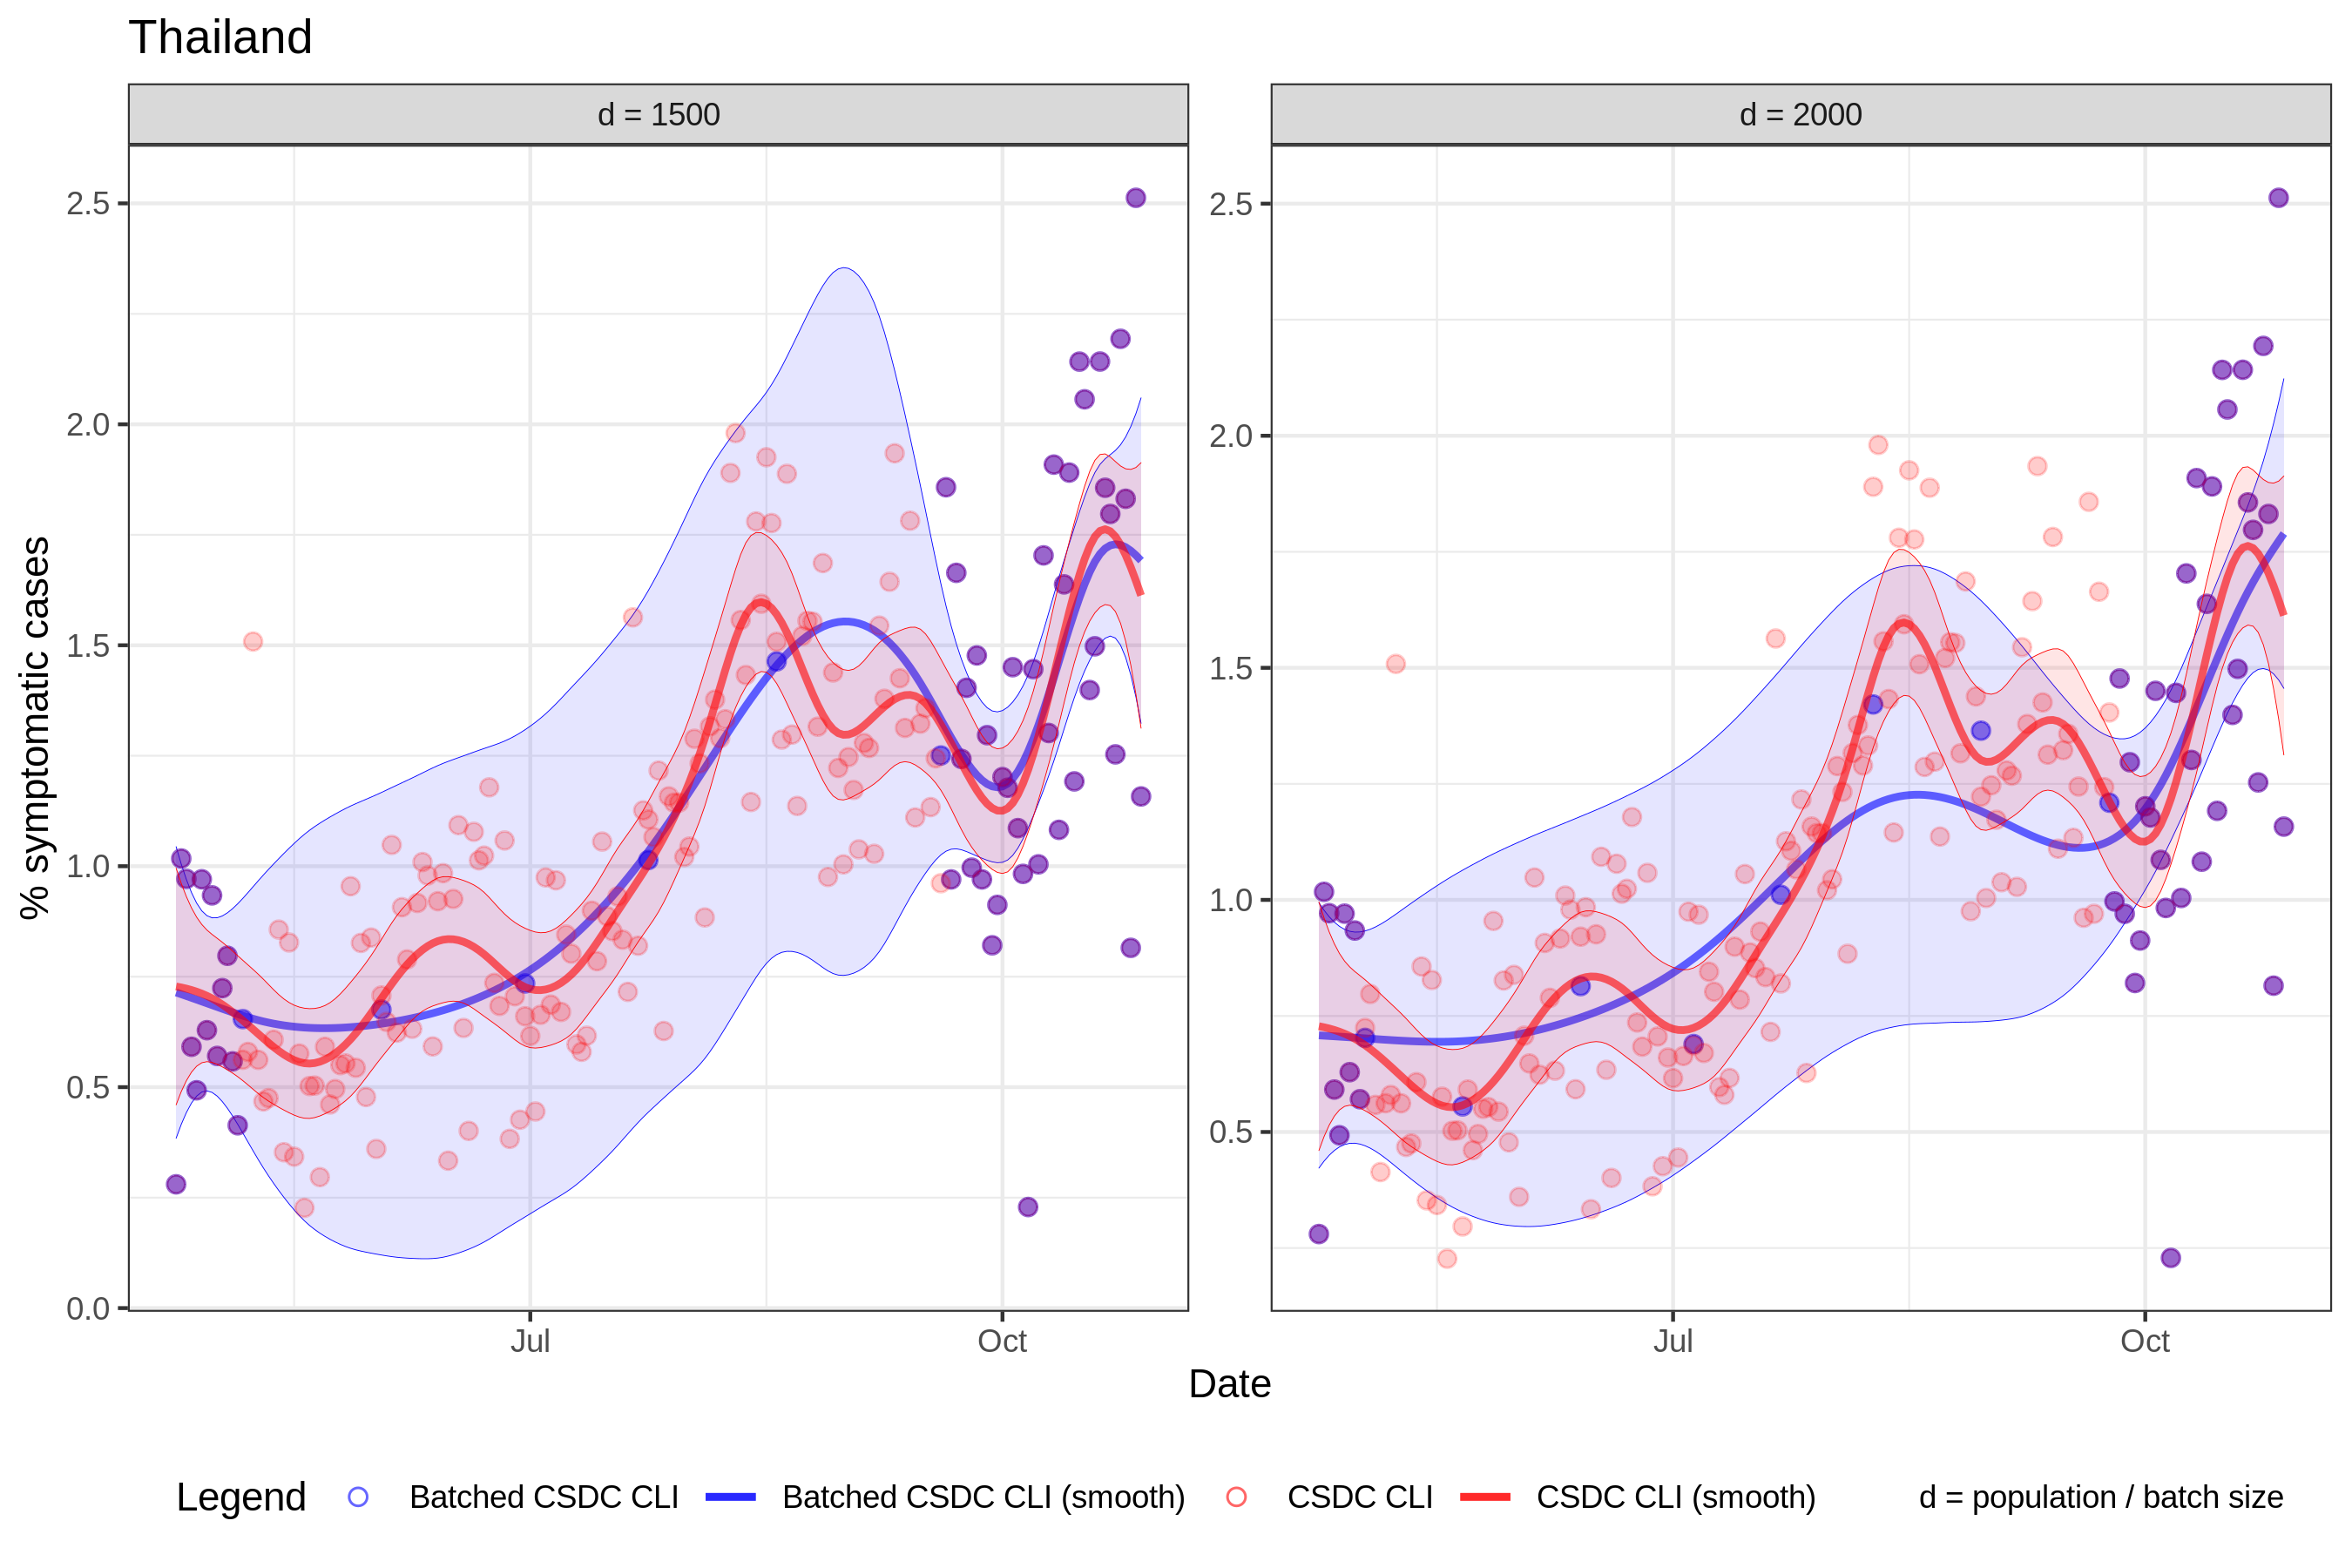 Thailand
d = 1500
d = 2000
% symptomatic cases
2.5
2.0
1.5
1.0
0.5
0.0
2.5
2.0
1.5
1.0
0.5
Jul
Oct
Jul
Oct
Date
Legend
Batched CSDC CLI
Batched CSDC CLI (smooth)
CSDC CLI
CSDC CLI (smooth)
d = population / batch size